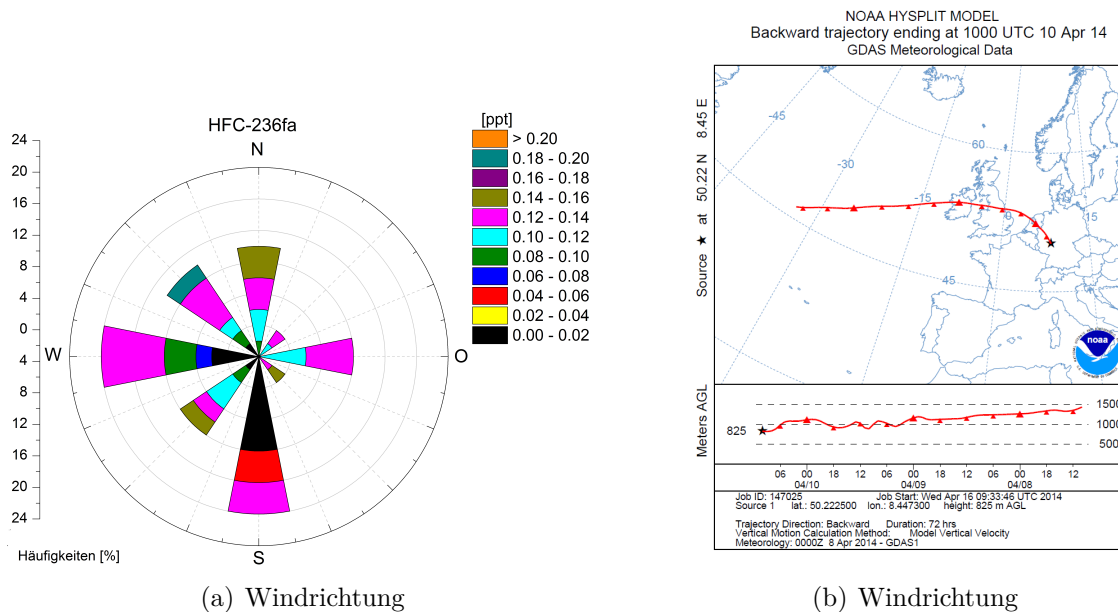 HFC-236fa
N
W
O
S
24
20
16
12
8
4
0
4
8
12
16
20
24
Häufigkeiten [%]
[ppt]
> 0.20
0.18 - 0.20
0.16 - 0.18
0.14 - 0.16
0.12 - 0.14
0.10 - 0.12
0.08 - 0.10
0.06 - 0.08
0.04 - 0.06
0.02 - 0.04
0.00 - 0.02
(a) Windrichtung
NOAA HYSPLIT MODEL
Backward trajectory ending at 1000 UTC 10 Apr 14
GDAS Meteorological Data
Source ★ at 50.22 N 8.45 E
-45
-30
-15
0
60
45
noaa
Meters AGL
825
1500
1000
500
06 00 18 12 06 00 18 12 06 00 18 12
04/10 04/09 04/08
Job ID: 147025 Job Start: Wed Apr 16 09:33:46 UTC 2014
Source 1 lat.: 50.222500 lon.: 8.447300 height: 825 m AGL
Trajectory Direction: Backward Duration: 72 hrs
Vertical Motion Calculation Method: Model Vertical Velocity
Meteorology: 0000Z 8 Apr 2014 - GDAS1
(b) Windrichtung